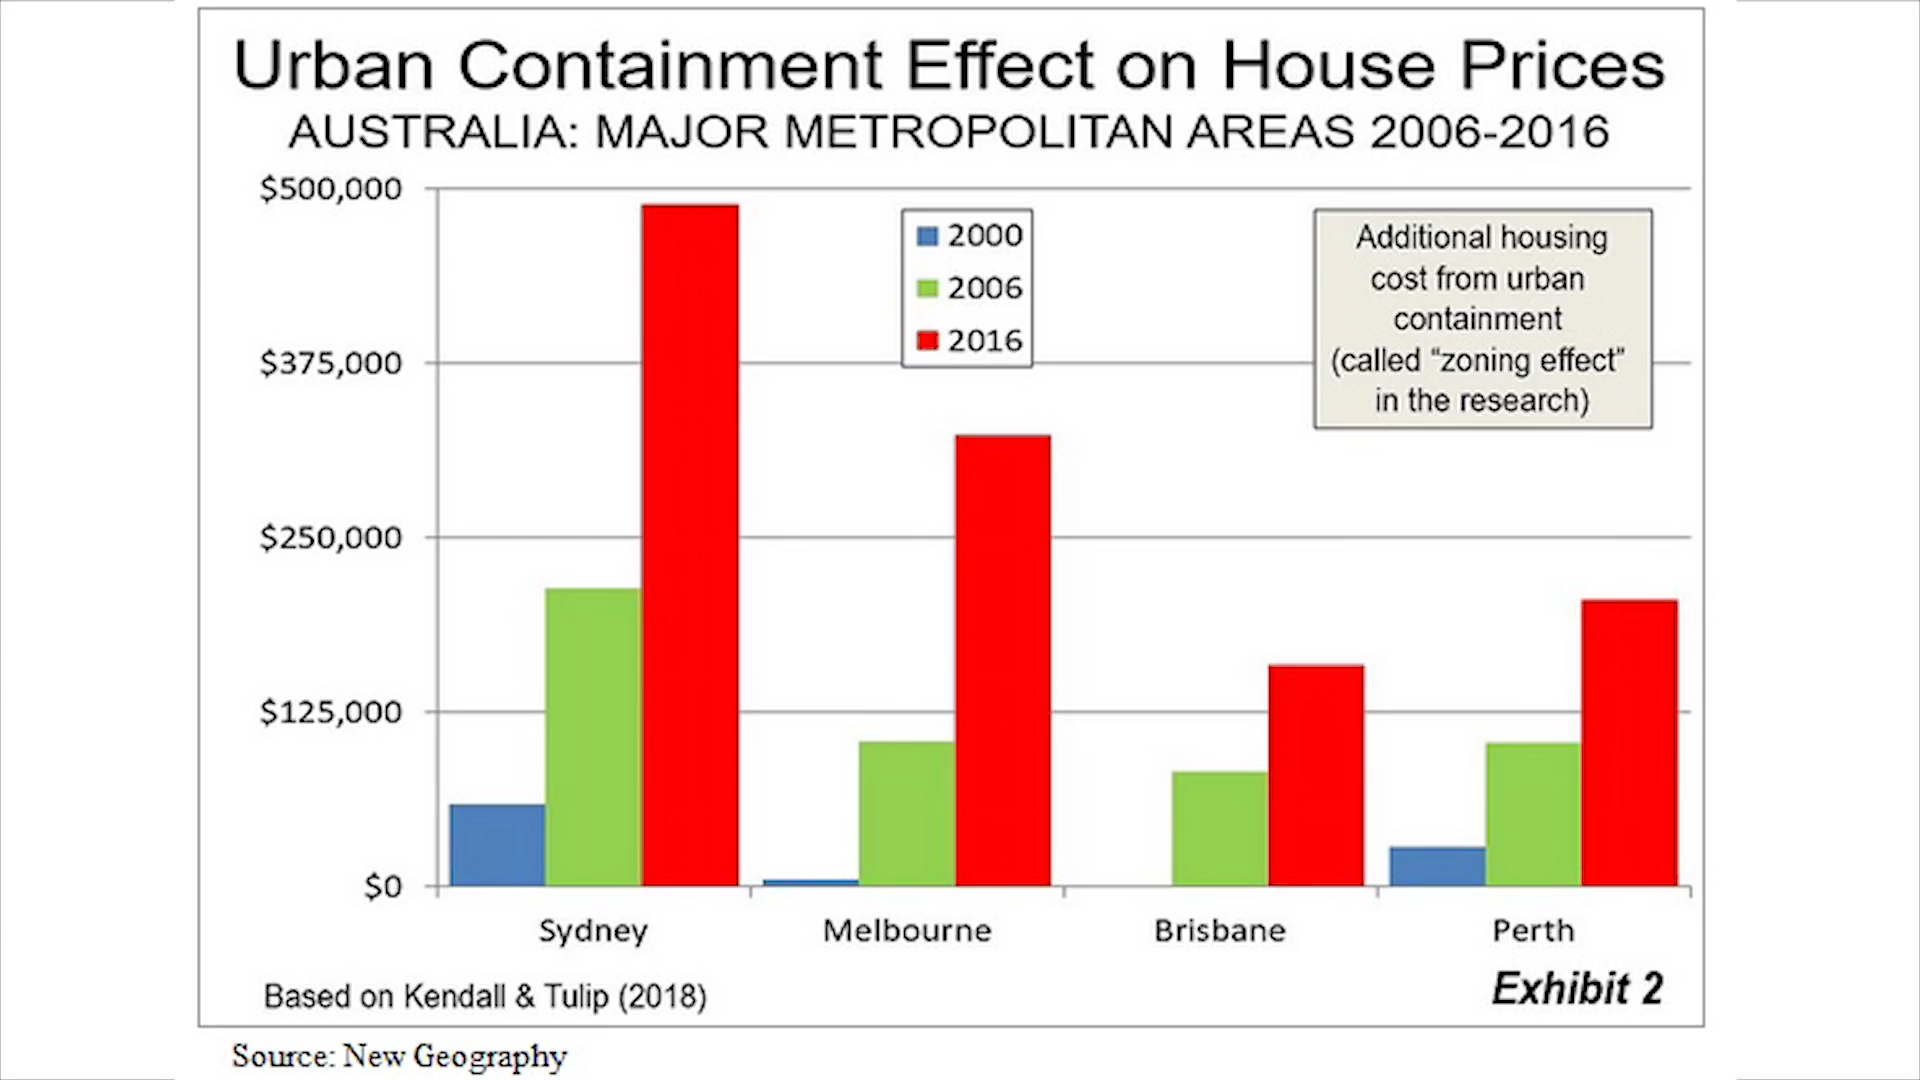 Urban Containment Effect on House Prices
AUSTRALIA: MAJOR METROPOLITAN AREAS 2006-2016
$500,000
$375,000
$250,000
$125,000
$0
2000
2006
2016
Additional housing
cost from urban
containment
(called “zoning effect”
in the research)
Sydney
Melbourne
Brisbane
Perth
Based on Kendall & Tulip (2018)
Exhibit 2
Source: New Geography